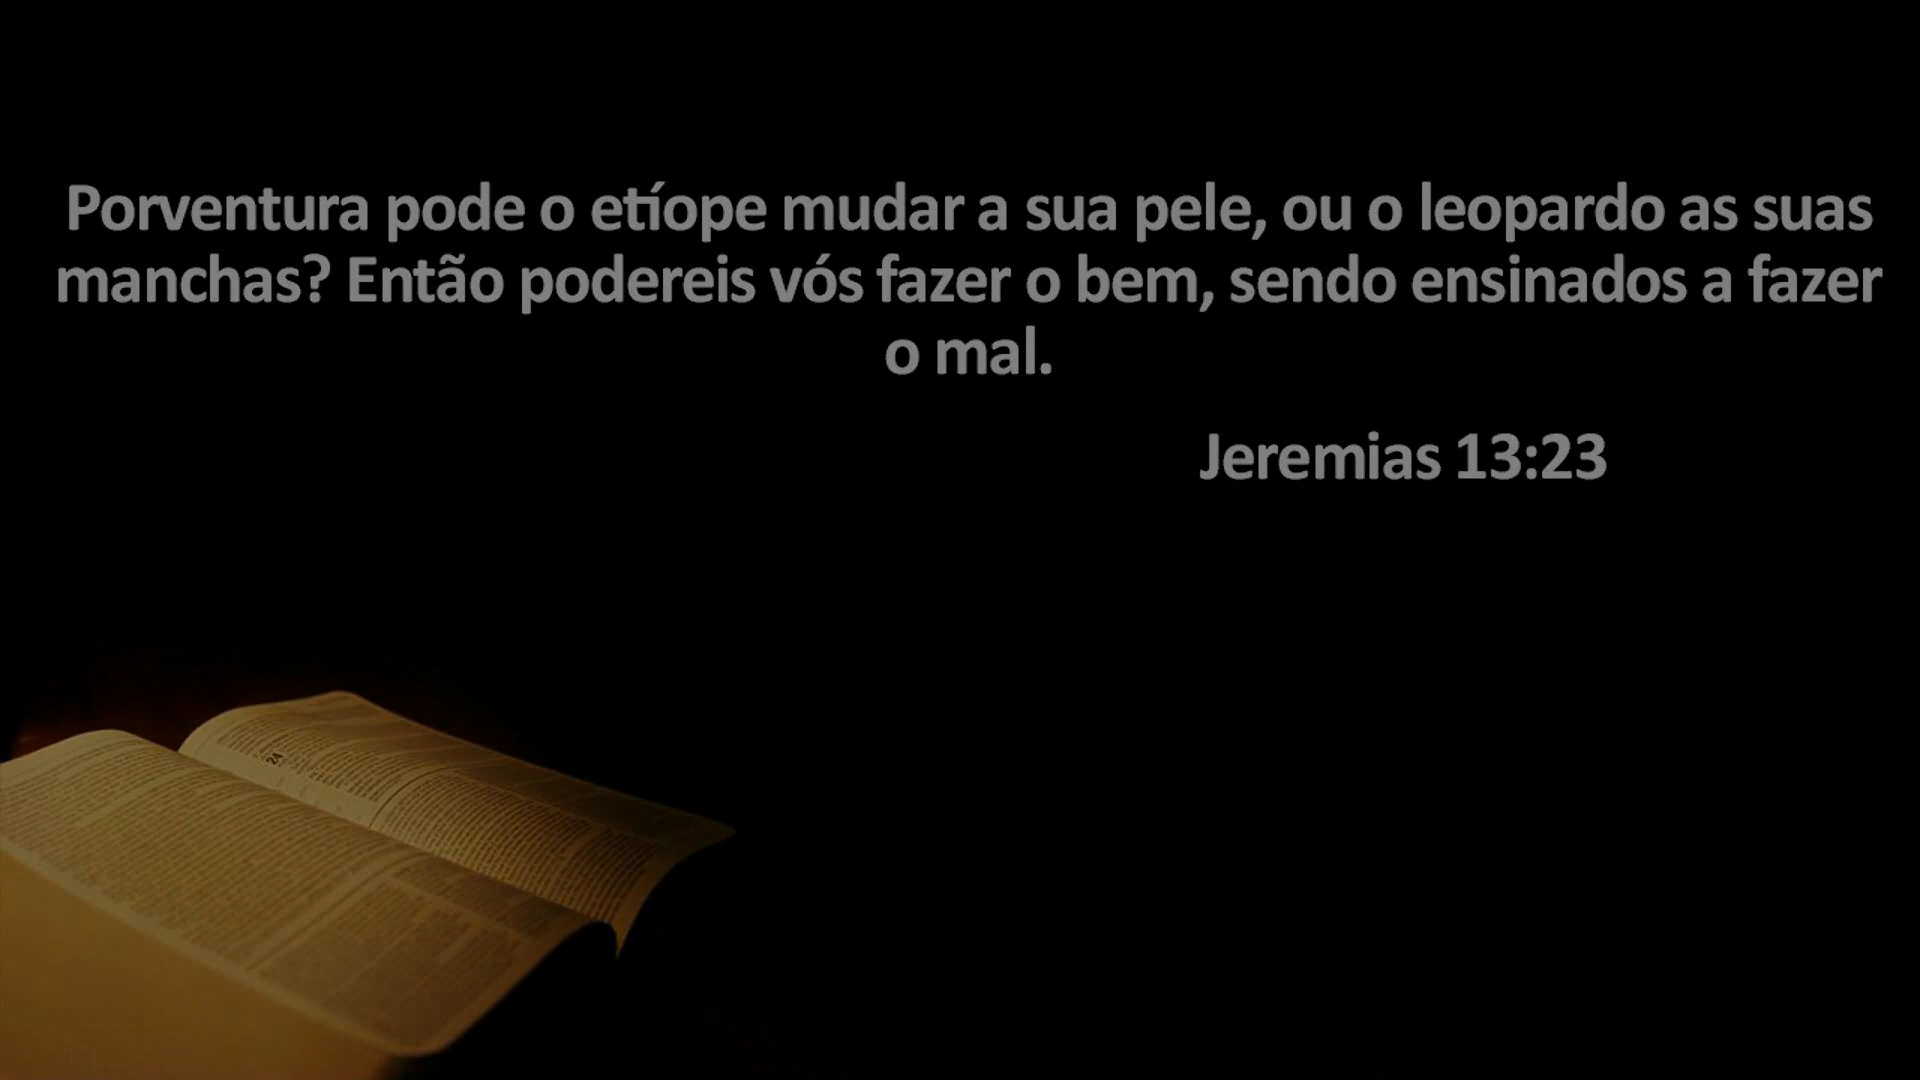 Porventura pode o etíope mudar a sua pele, ou o leopardo as suas
manchas? Então podereis vós fazer o bem, sendo ensinados a fazer
o mal.
Jeremias 13:23
24